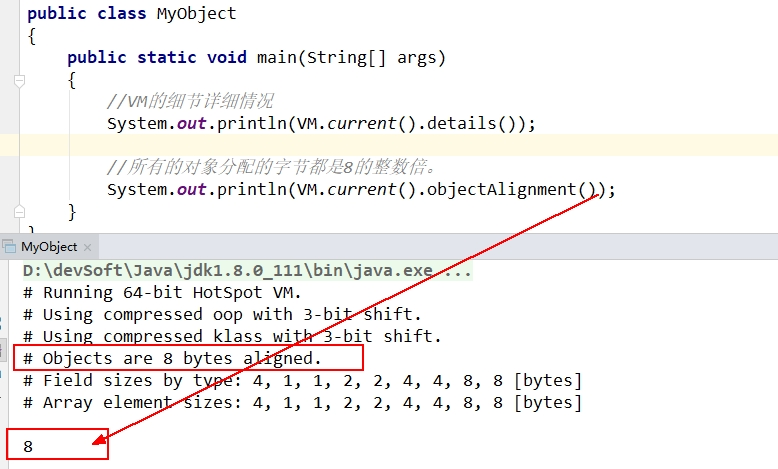 public class MyObject
{
    public static void main(String[] args)
    {
        //VM的细节详细情况
        System.out.println(VM.current().details());

        //所有的对象分配的字节都是8的整数倍。
        System.out.println(VM.current().objectAlignment());
    }
}
MyObject ×
D:\devSoft\Java\jdk1.8.0_111\bin\java.exe ...
# Running 64-bit HotSpot VM.
# Using compressed oop with 3-bit shift.
# Using compressed klass with 3-bit shift.
# Objects are 8 bytes aligned.
# Field sizes by type: 4, 1, 1, 2, 2, 4, 4, 8, 8 [bytes]
# Array element sizes: 4, 1, 1, 2, 2, 4, 4, 8, 8 [bytes]
8